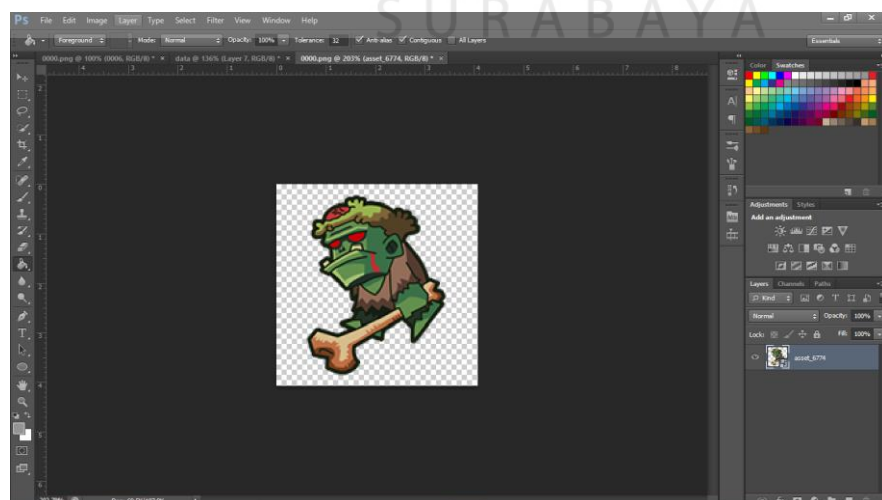 SURABAYA
Ps File Edit Image Layer Type Select Filter View Window Help
Foreground Mode: Normal Opacity: 100% Tolerance: 32 Anti-alias Contiguous All Layers Essentials
0000.png @ 100% (0006, RGB/8) * × data @ 136% (Layer 7, RGB/8) * × 0000.png @ 203% (asset_6774, RGB/8) * ×
Color Swatches
Adjustments Styles
Add an adjustment
Layers Channels Paths
Kind
Normal Opacity: 100%
Lock: Fill: 100%
asset_6774